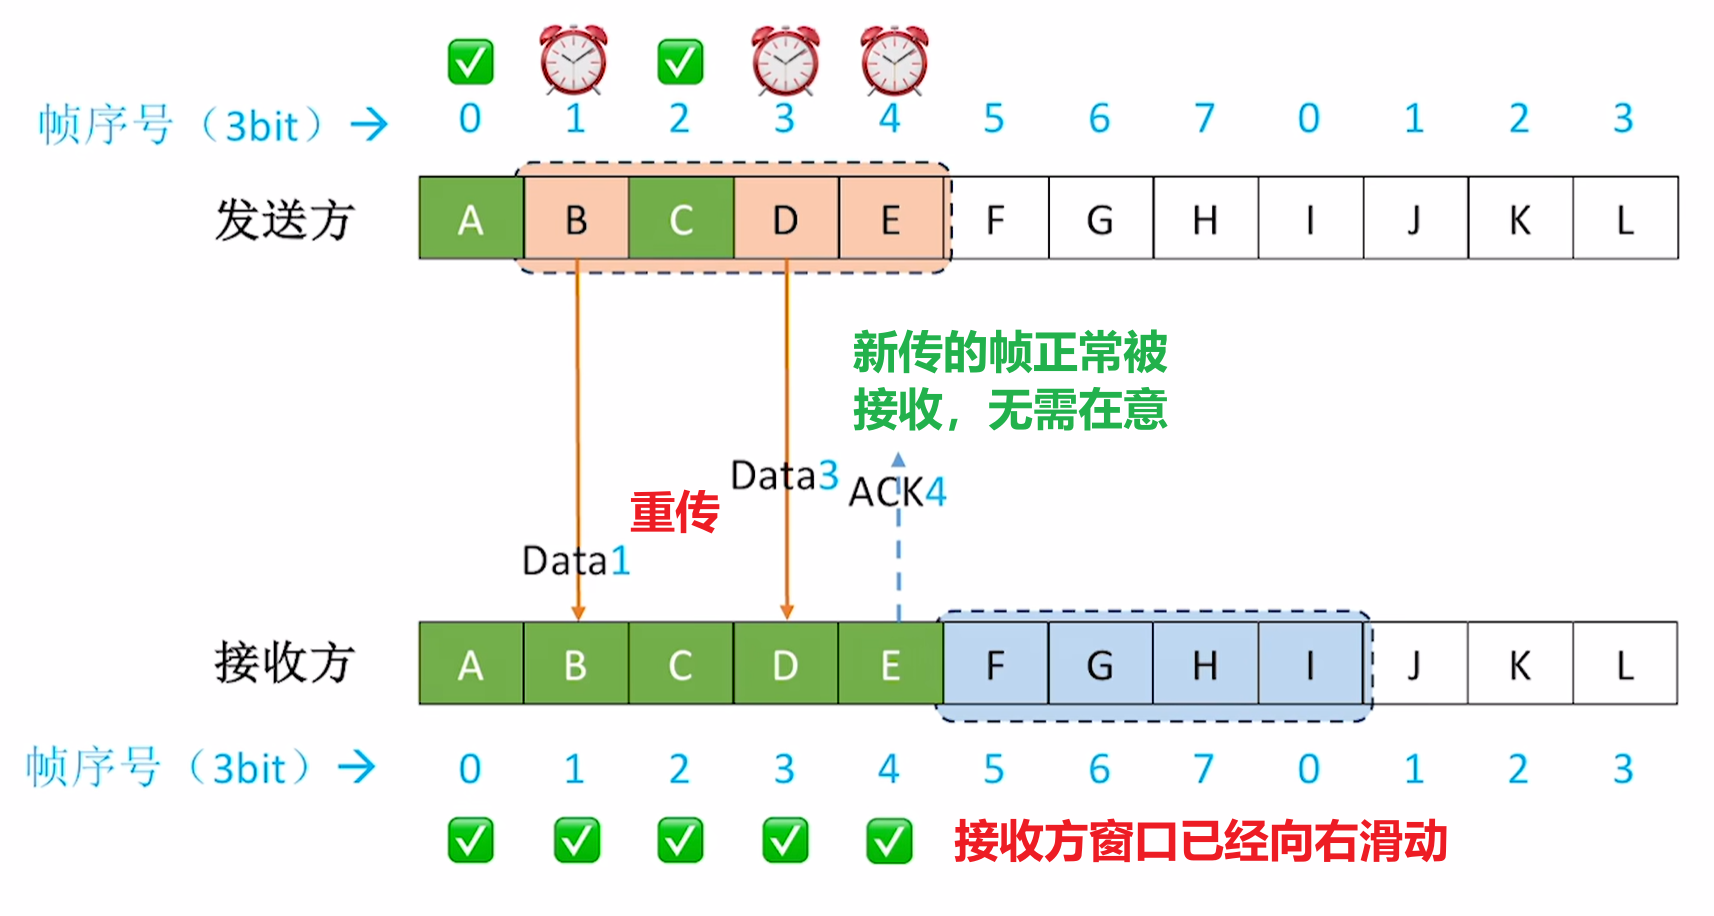 帧序号（3bit）→ 0 1 2 3 4 5 6 7 0 1 2 3
发送方 A B C D E F G H I J K L
新传的帧正常被
接收，无需在意
Data3 ACK4
重传
Data1
接收方 A B C D E F G H I J K L
帧序号（3bit）→ 0 1 2 3 4 5 6 7 0 1 2 3
接收方窗口已经向右滑动